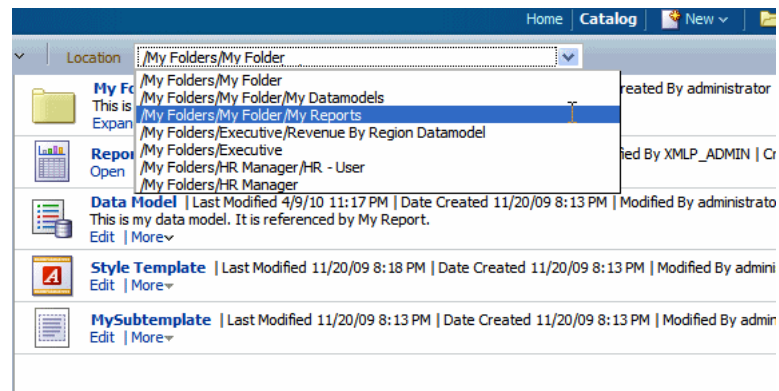 Home Catalog New
Location /My Folders/My Folder
/My Folders/My Folder
/My Folders/My Folder/My Datamodels
/My Folders/My Folder/My Reports
/My Folders/Executive/Revenue By Region Datamodel
/My Folders/Executive
/My Folders/HR Manager/HR - User
/My Folders/HR Manager
My Fo reated By administrator
This is
Expan
Repor fied By XMLP_ADMIN | Cr
Open
Data Model | Last Modified 4/9/10 11:17 PM | Date Created 11/20/09 8:13 PM | Modified By administrato
This is my data model. It is referenced by My Report.
Edit | More
Style Template | Last Modified 11/20/09 8:18 PM | Date Created 11/20/09 8:13 PM | Modified By admini
Edit | More
MySubtemplate | Last Modified 11/20/09 8:13 PM | Date Created 11/20/09 8:13 PM | Modified By admin
Edit | More